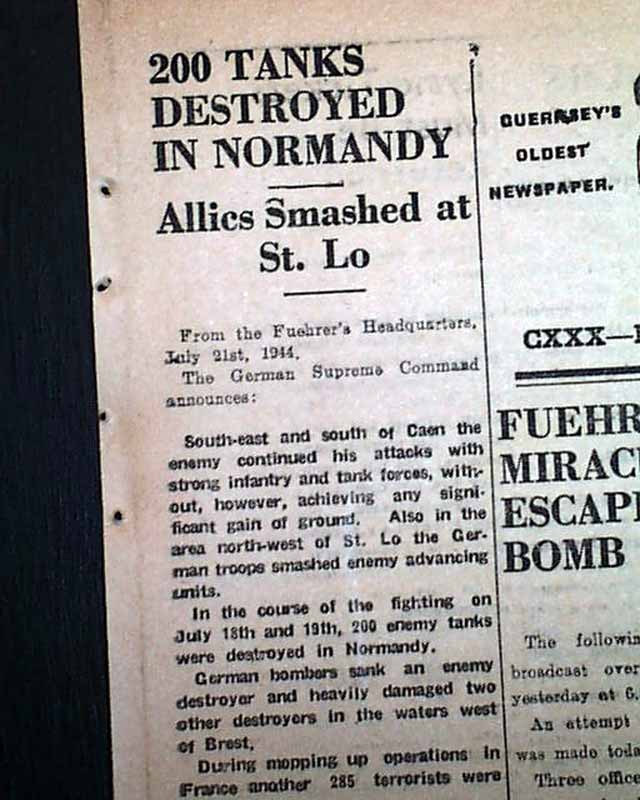 200 TANKS
DESTROYED
IN NORMANDY
Allics Smashed at
St. Lo
From the Fuehrer's Headquarters,
July 21st, 1944.
The German Supreme Command
announces:
South-east and south of Caen the
enemy continued his attacks with
strong infantry and tank forces, with-
out, however, achieving any signi-
ficant gain of ground. Also in the
area north-west of St. Lo the Ger-
man troops smashed enemy advancing
units.
In the course of the fighting on
July 18th and 19th, 200 enemy tanks
were destroyed in Normandy.
German bombers sank an enemy
destroyer and heavily damaged two
other destroyers in the waters west
of Brest.
During mopping up operations in
France another 285 terrorists were
GUERNSEY'S
OLDEST
NEWSPAPER.
CXXX—
FUEHR
MIRAC
ESCAP
BOMB
The followin
broadcast over
yesterday at 6.
An attempt
was made toda
Three office